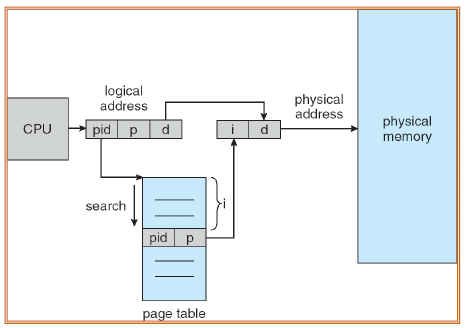 logical
address
physical
address
physical
memory
CPU
pid p d
i d
search
i
pid p
page table